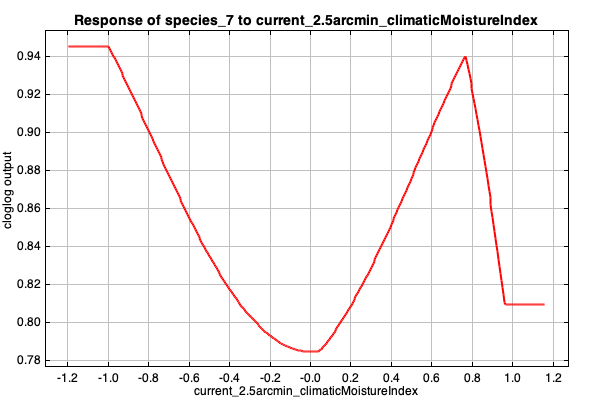 Response of species_7 to current_2.5arcmin_climaticMoistureIndex
cloglog output
0.94
0.92
0.90
0.88
0.86
0.84
0.82
0.80
0.78
-1.2 -1.0 -0.8 -0.6 -0.4 -0.2 -0.0 0.2 0.4 0.6 0.8 1.0 1.2
current_2.5arcmin_climaticMoistureIndex